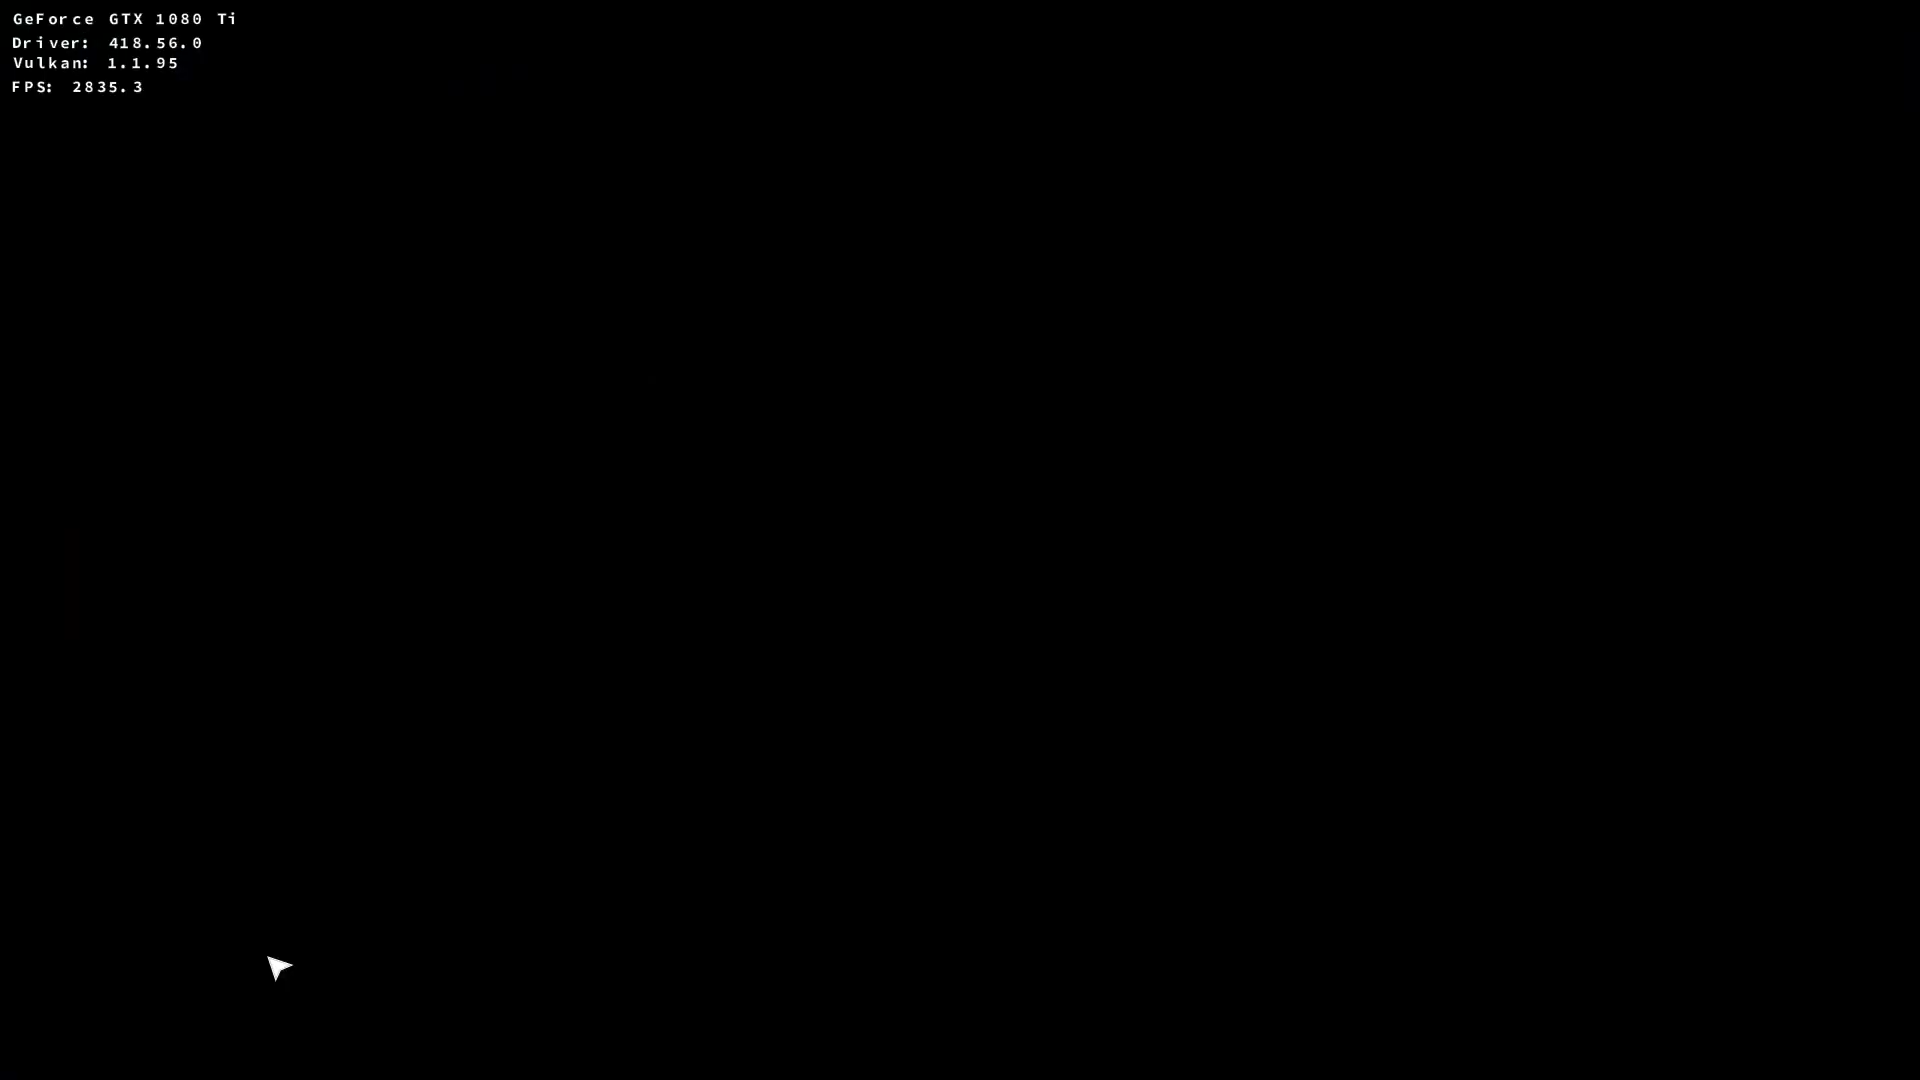 GeForce GTX 1080 Ti
Driver: 418.56.0
Vulkan: 1.1.95
FPS: 2835.3